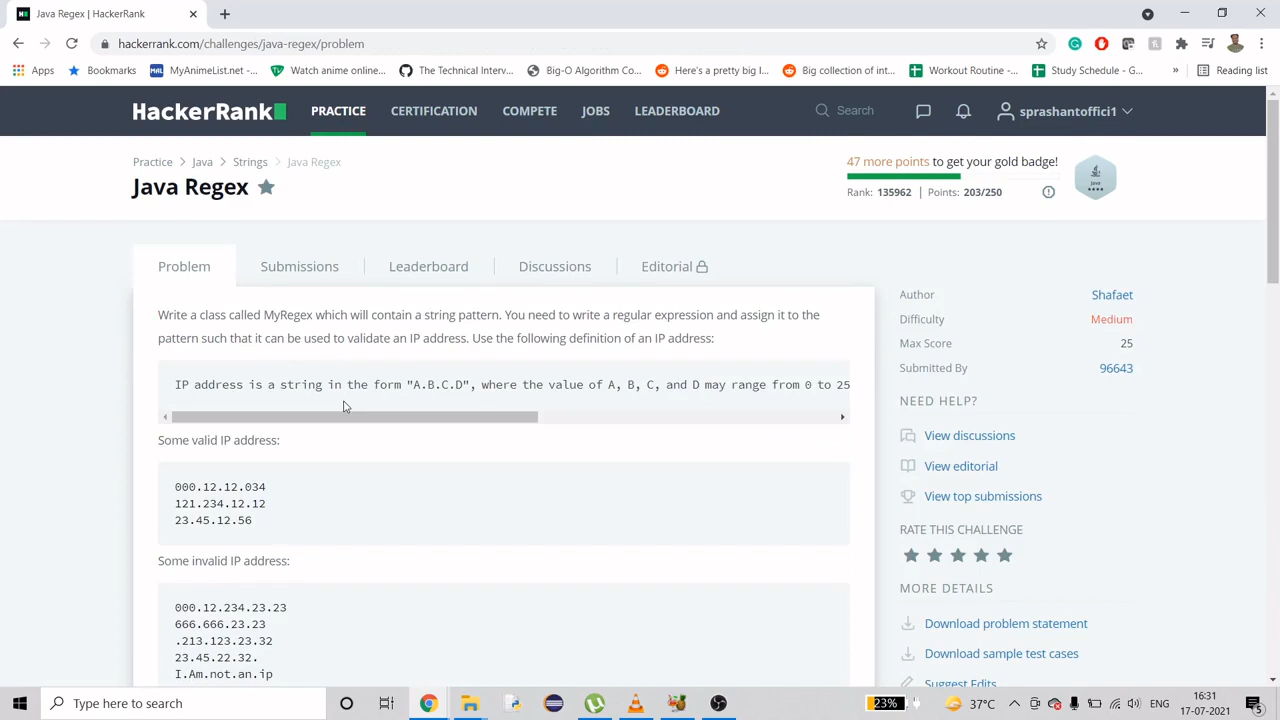 Java Regex | HackerRank
hackerrank.com/challenges/java-regex/problem
Apps Bookmarks MyAnimeList.net -... Watch anime online... The Technical Interv... Big-O Algorithm Co... Here's a pretty big l... Big collection of int... Workout Routine -... Study Schedule - G... » Reading list
HackerRank PRACTICE CERTIFICATION COMPETE JOBS LEADERBOARD Search sprashantoffici1
Practice > Java > Strings > Java Regex
47 more points to get your gold badge!
Java Regex
Java
Rank: 135962 | Points: 203/250
Problem Submissions Leaderboard Discussions Editorial
Author Shafaet
Difficulty Medium
Max Score 25
Submitted By 96643
Write a class called MyRegex which will contain a string pattern. You need to write a regular expression and assign it to the
pattern such that it can be used to validate an IP address. Use the following definition of an IP address:
IP address is a string in the form "A.B.C.D", where the value of A, B, C, and D may range from 0 to 25
Some valid IP address:
000.12.12.034
121.234.12.12
23.45.12.56
Some invalid IP address:
000.12.234.23.23
666.666.23.23
.213.123.23.32
23.45.22.32.
I.Am.not.an.ip
NEED HELP?
View discussions
View editorial
View top submissions
RATE THIS CHALLENGE
MORE DETAILS
Download problem statement
Download sample test cases
Suggest Edits
Type here to search
23%
37°C
ENG
16:31
17-07-2021
5